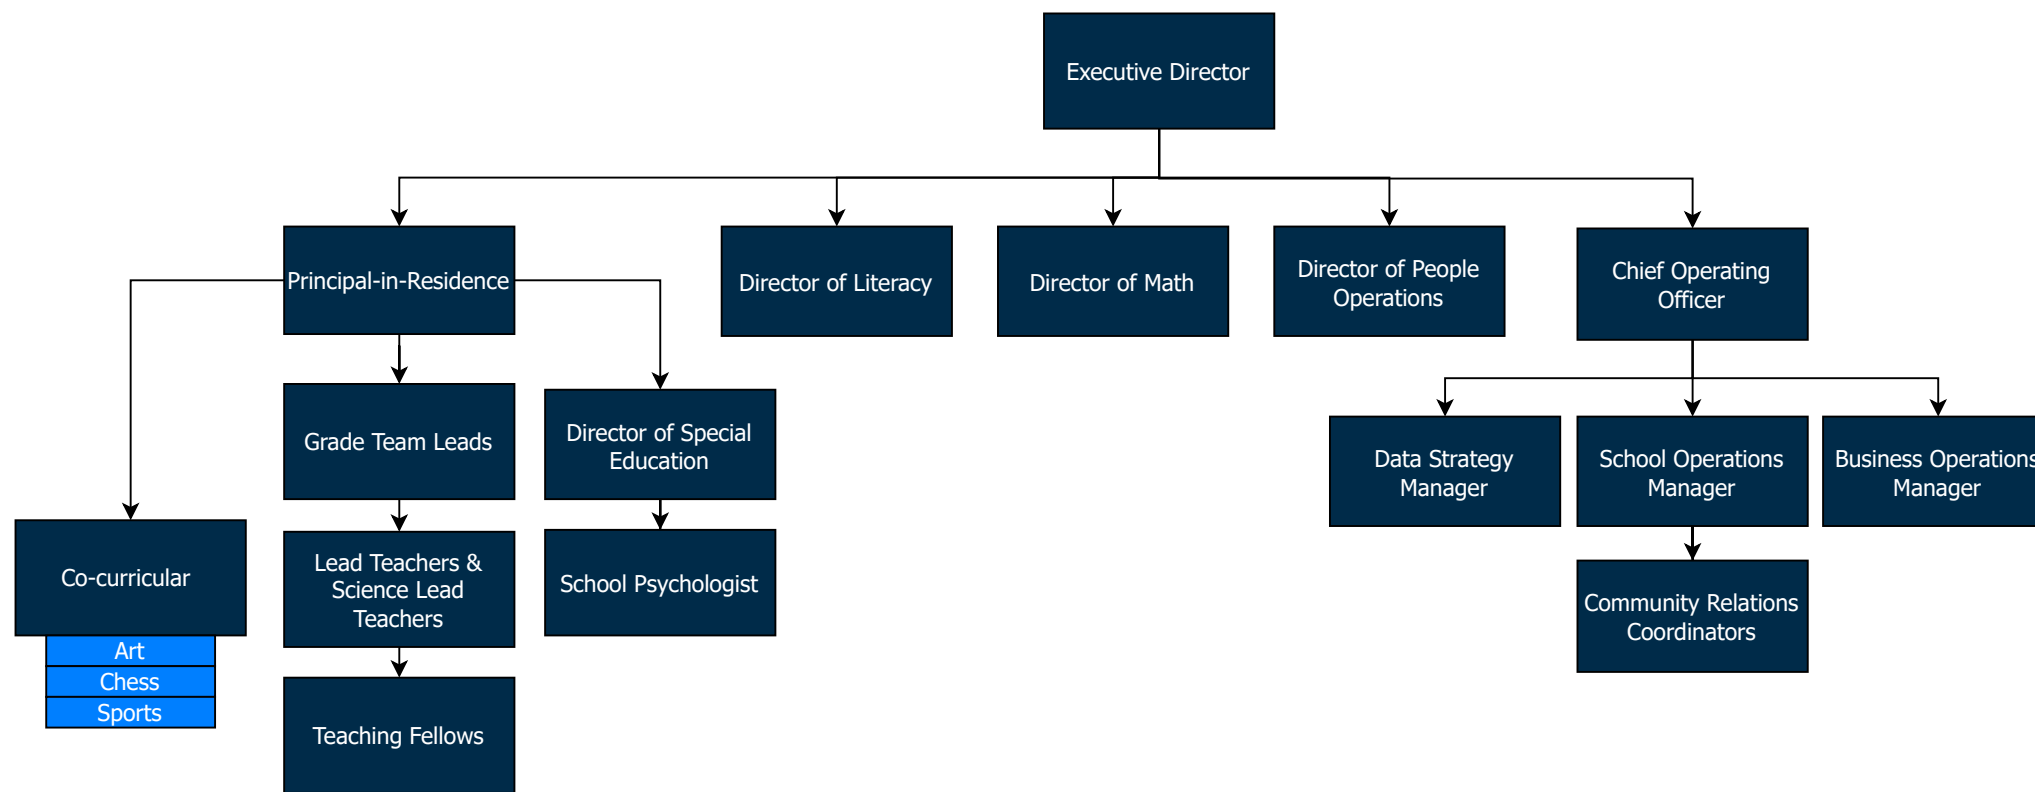 Executive Director
Principal-in-Residence
Director of Literacy
Director of Math
Director of People
Operations
Chief Operating
Officer
Grade Team Leads
Director of Special
Education
Data Strategy
Manager
School Operations
Manager
Business Operations
Manager
Co-curricular
Art
Chess
Sports
Lead Teachers &
Science Lead
Teachers
School Psychologist
Community Relations
Coordinators
Teaching Fellows